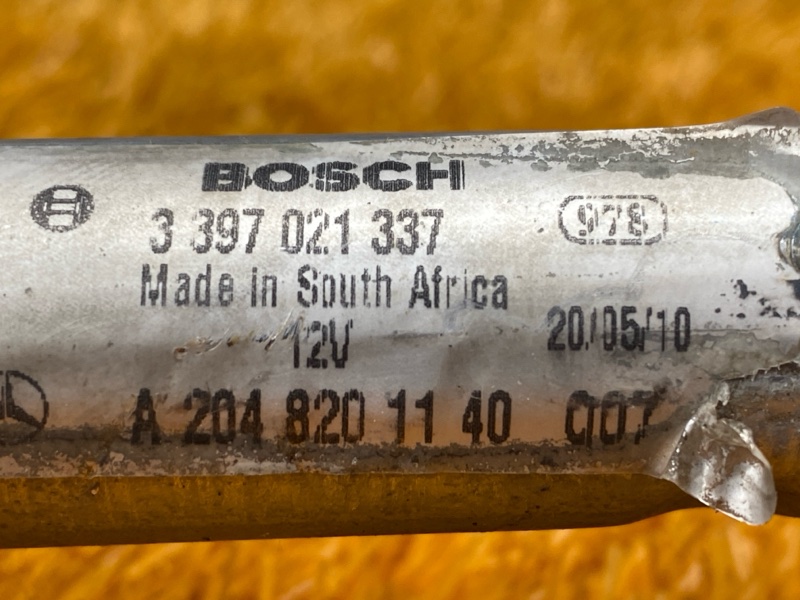 BOSCH
3 397 021 337
978
Made in South Africa
12V
20/05/10
A 204 820 11 40 Q07